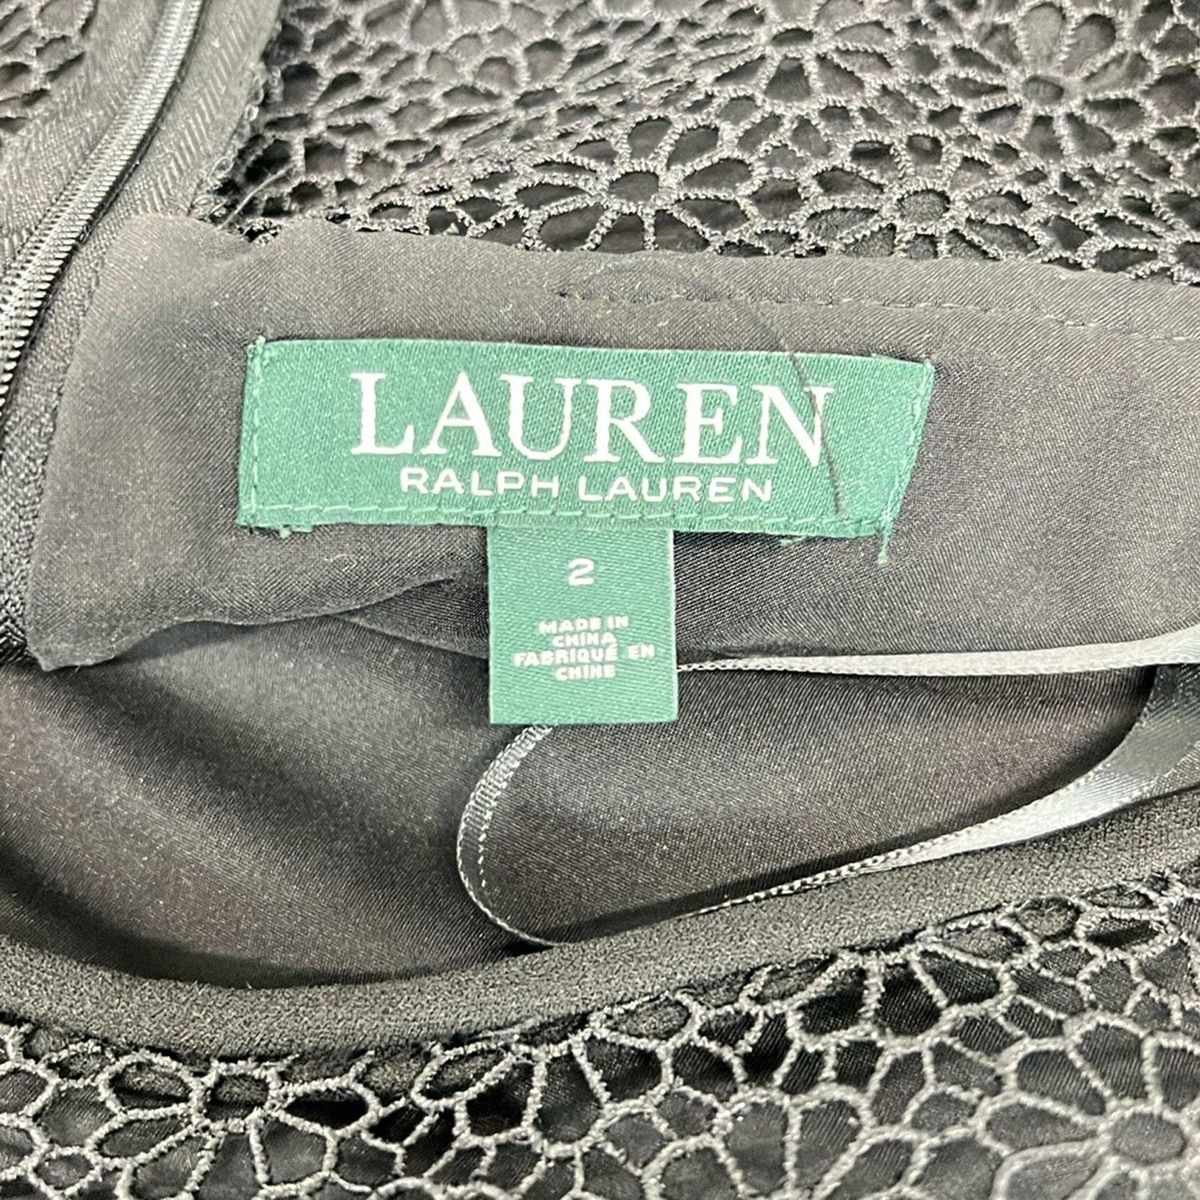 LAUREN
RALPH LAUREN
2
MADE IN
CHINA
FABRIQUÉ EN
CHINE